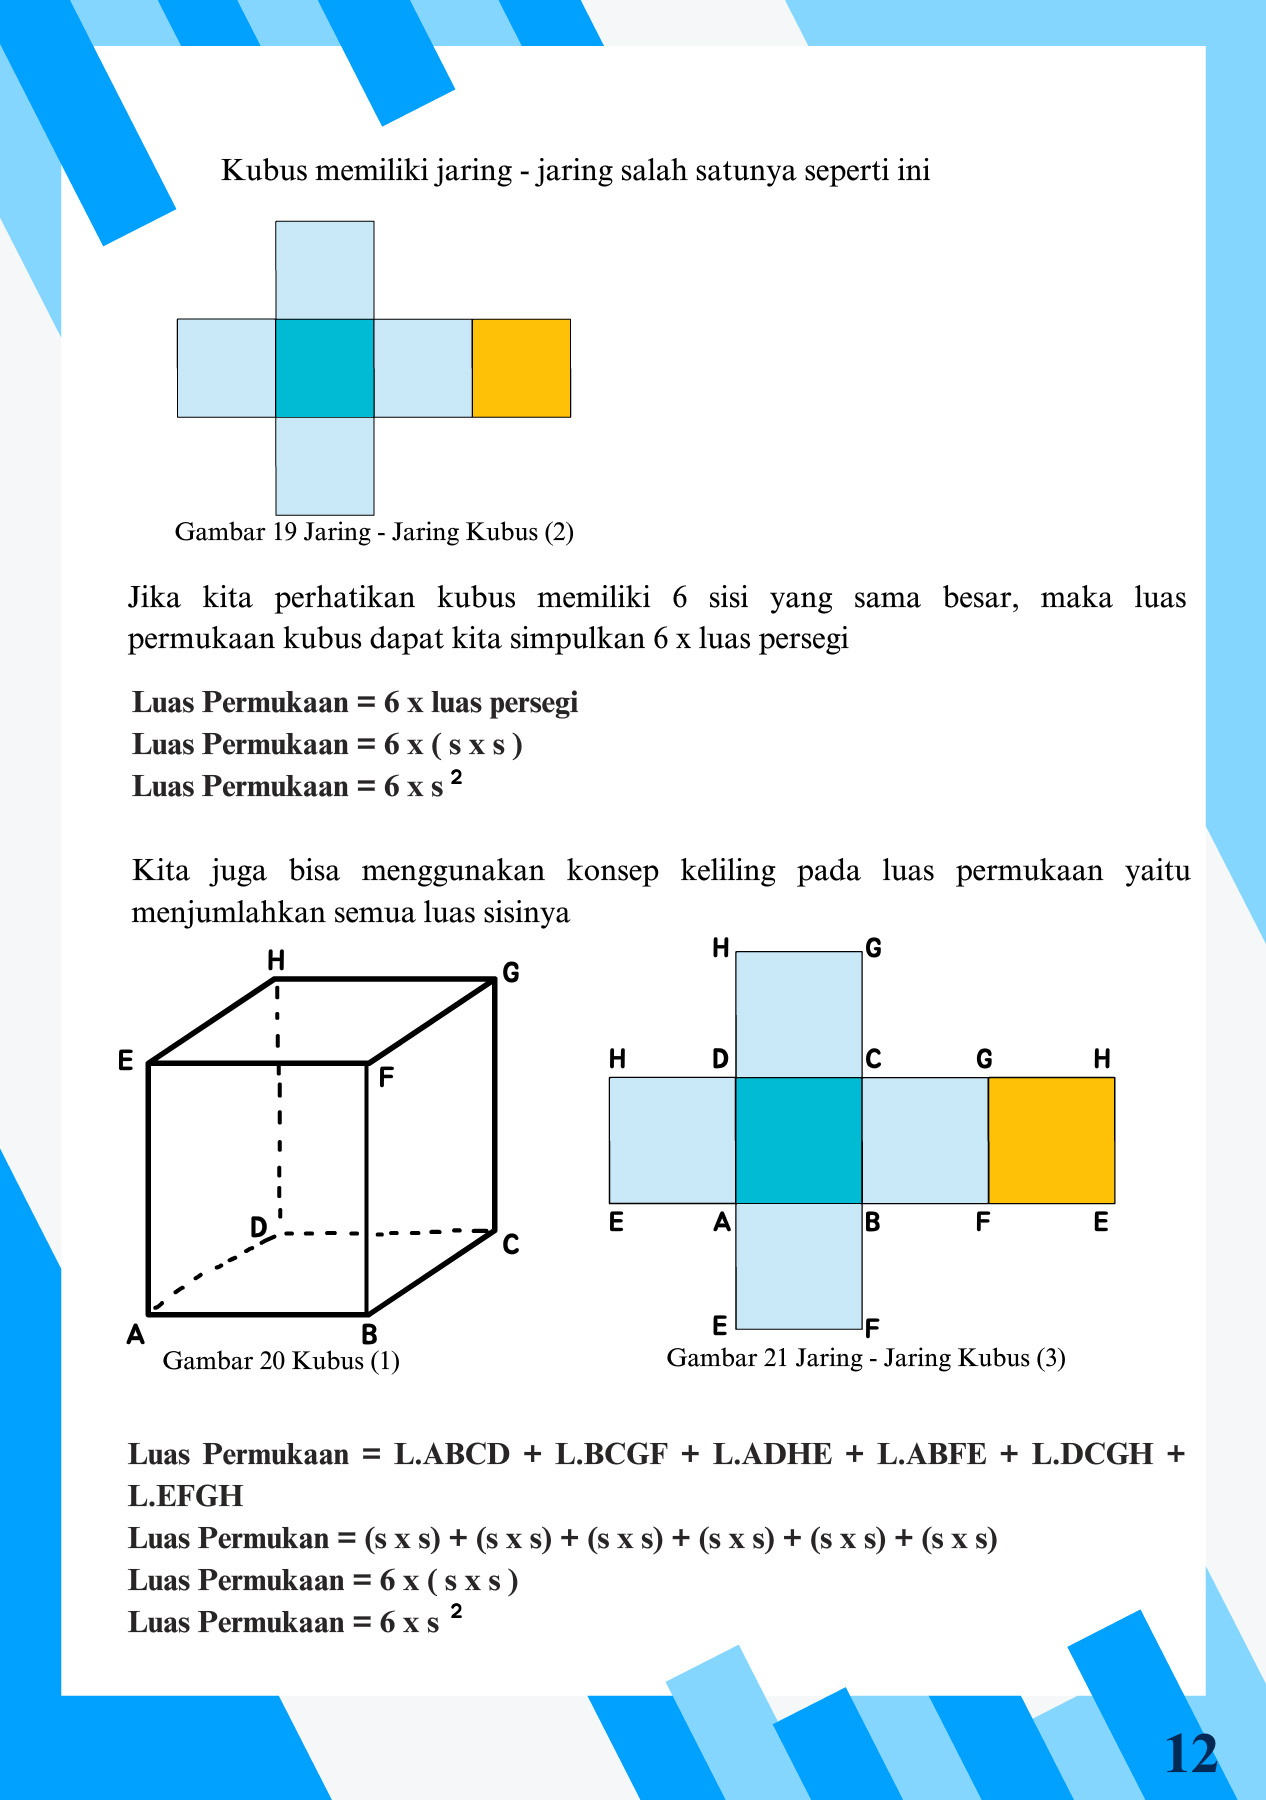 Kubus memiliki jaring - jaring salah satunya seperti ini
Gambar 19 Jaring - Jaring Kubus (2)
Jika kita perhatikan kubus memiliki 6 sisi yang sama besar, maka luas
permukaan kubus dapat kita simpulkan 6 x luas persegi
Luas Permukaan = 6 x luas persegi
Luas Permukaan = 6 x ( s x s )
Luas Permukaan = 6 x s ²
Kita juga bisa menggunakan konsep keliling pada luas permukaan yaitu
menjumlahkan semua luas sisinya
H
G
E
F
D
C
A
B
Gambar 20 Kubus (1)
H G
H D C G H
E A B F E
E F
Gambar 21 Jaring - Jaring Kubus (3)
Luas Permukaan = L.ABCD + L.BCGF + L.ADHE + L.ABFE + L.DCGH +
L.EFGH
Luas Permukan = (s x s) + (s x s) + (s x s) + (s x s) + (s x s) + (s x s)
Luas Permukaan = 6 x ( s x s )
Luas Permukaan = 6 x s ²
12